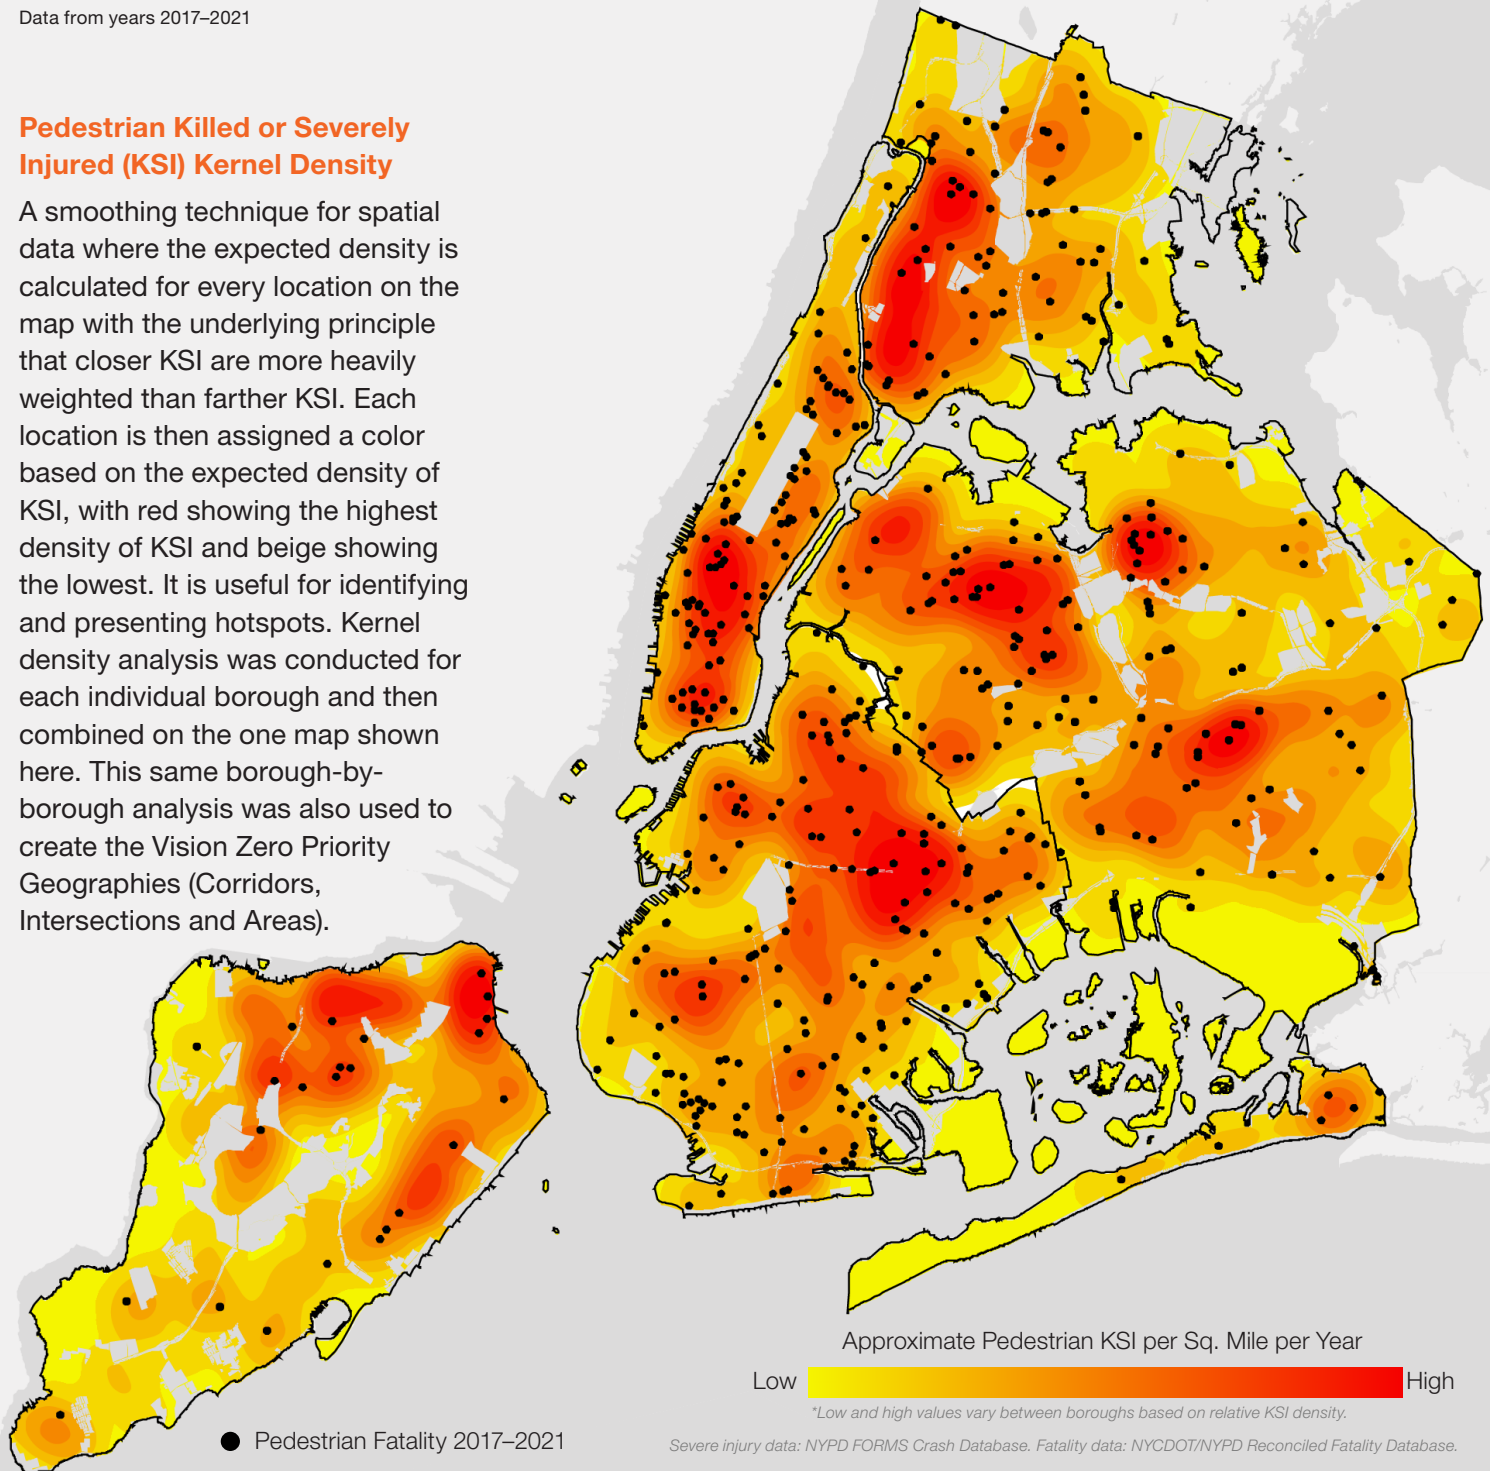 Data from years 2017–2021
Pedestrian Killed or Severely
Injured (KSI) Kernel Density
A smoothing technique for spatial
data where the expected density is
calculated for every location on the
map with the underlying principle
that closer KSI are more heavily
weighted than farther KSI. Each
location is then assigned a color
based on the expected density of
KSI, with red showing the highest
density of KSI and beige showing
the lowest. It is useful for identifying
and presenting hotspots. Kernel
density analysis was conducted for
each individual borough and then
combined on the one map shown
here. This same borough-by-
borough analysis was also used to
create the Vision Zero Priority
Geographies (Corridors,
Intersections and Areas).
Approximate Pedestrian KSI per Sq. Mile per Year
Low High
*Low and high values vary between boroughs based on relative KSI density.
Pedestrian Fatality 2017–2021
Severe injury data: NYPD FORMS Crash Database. Fatality data: NYCDOT/NYPD Reconciled Fatality Database.